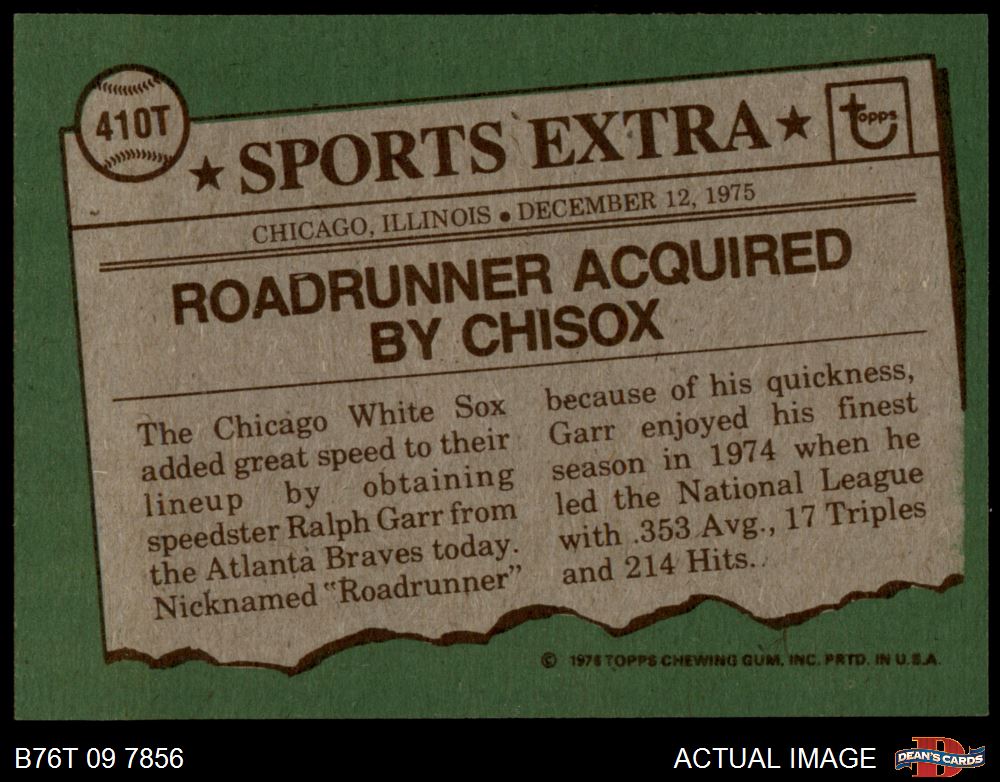 410T
★ SPORTS EXTRA ★
topps
CHICAGO, ILLINOIS • DECEMBER 12, 1975
ROADRUNNER ACQUIRED
BY CHISOX
The Chicago White Sox
added great speed to their
lineup by obtaining
speedster Ralph Garr from
the Atlanta Braves today.
Nicknamed "Roadrunner"
because of his quickness,
Garr enjoyed his finest
season in 1974 when he
led the National League
with .353 Avg., 17 Triples
and 214 Hits.
© 1976 TOPPS CHEWING GUM, INC. PRTD. IN U.S.A.
B76T 09 7856
ACTUAL IMAGE
D
DEAN'S CARDS